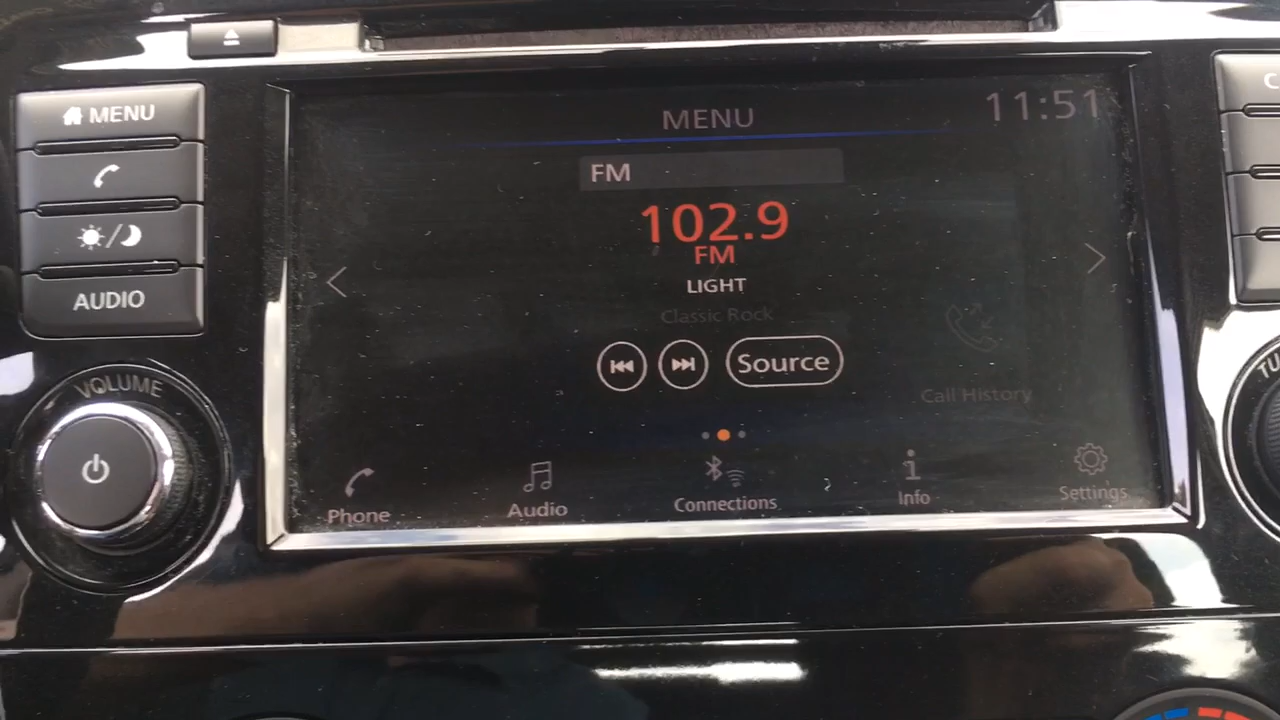 MENU
AUDIO
VOLUME
MENU
11:51
FM
102.9
FM
LIGHT
Classic Rock
Source
Call History
Phone
Audio
Connections
Info
Settings
C
TU